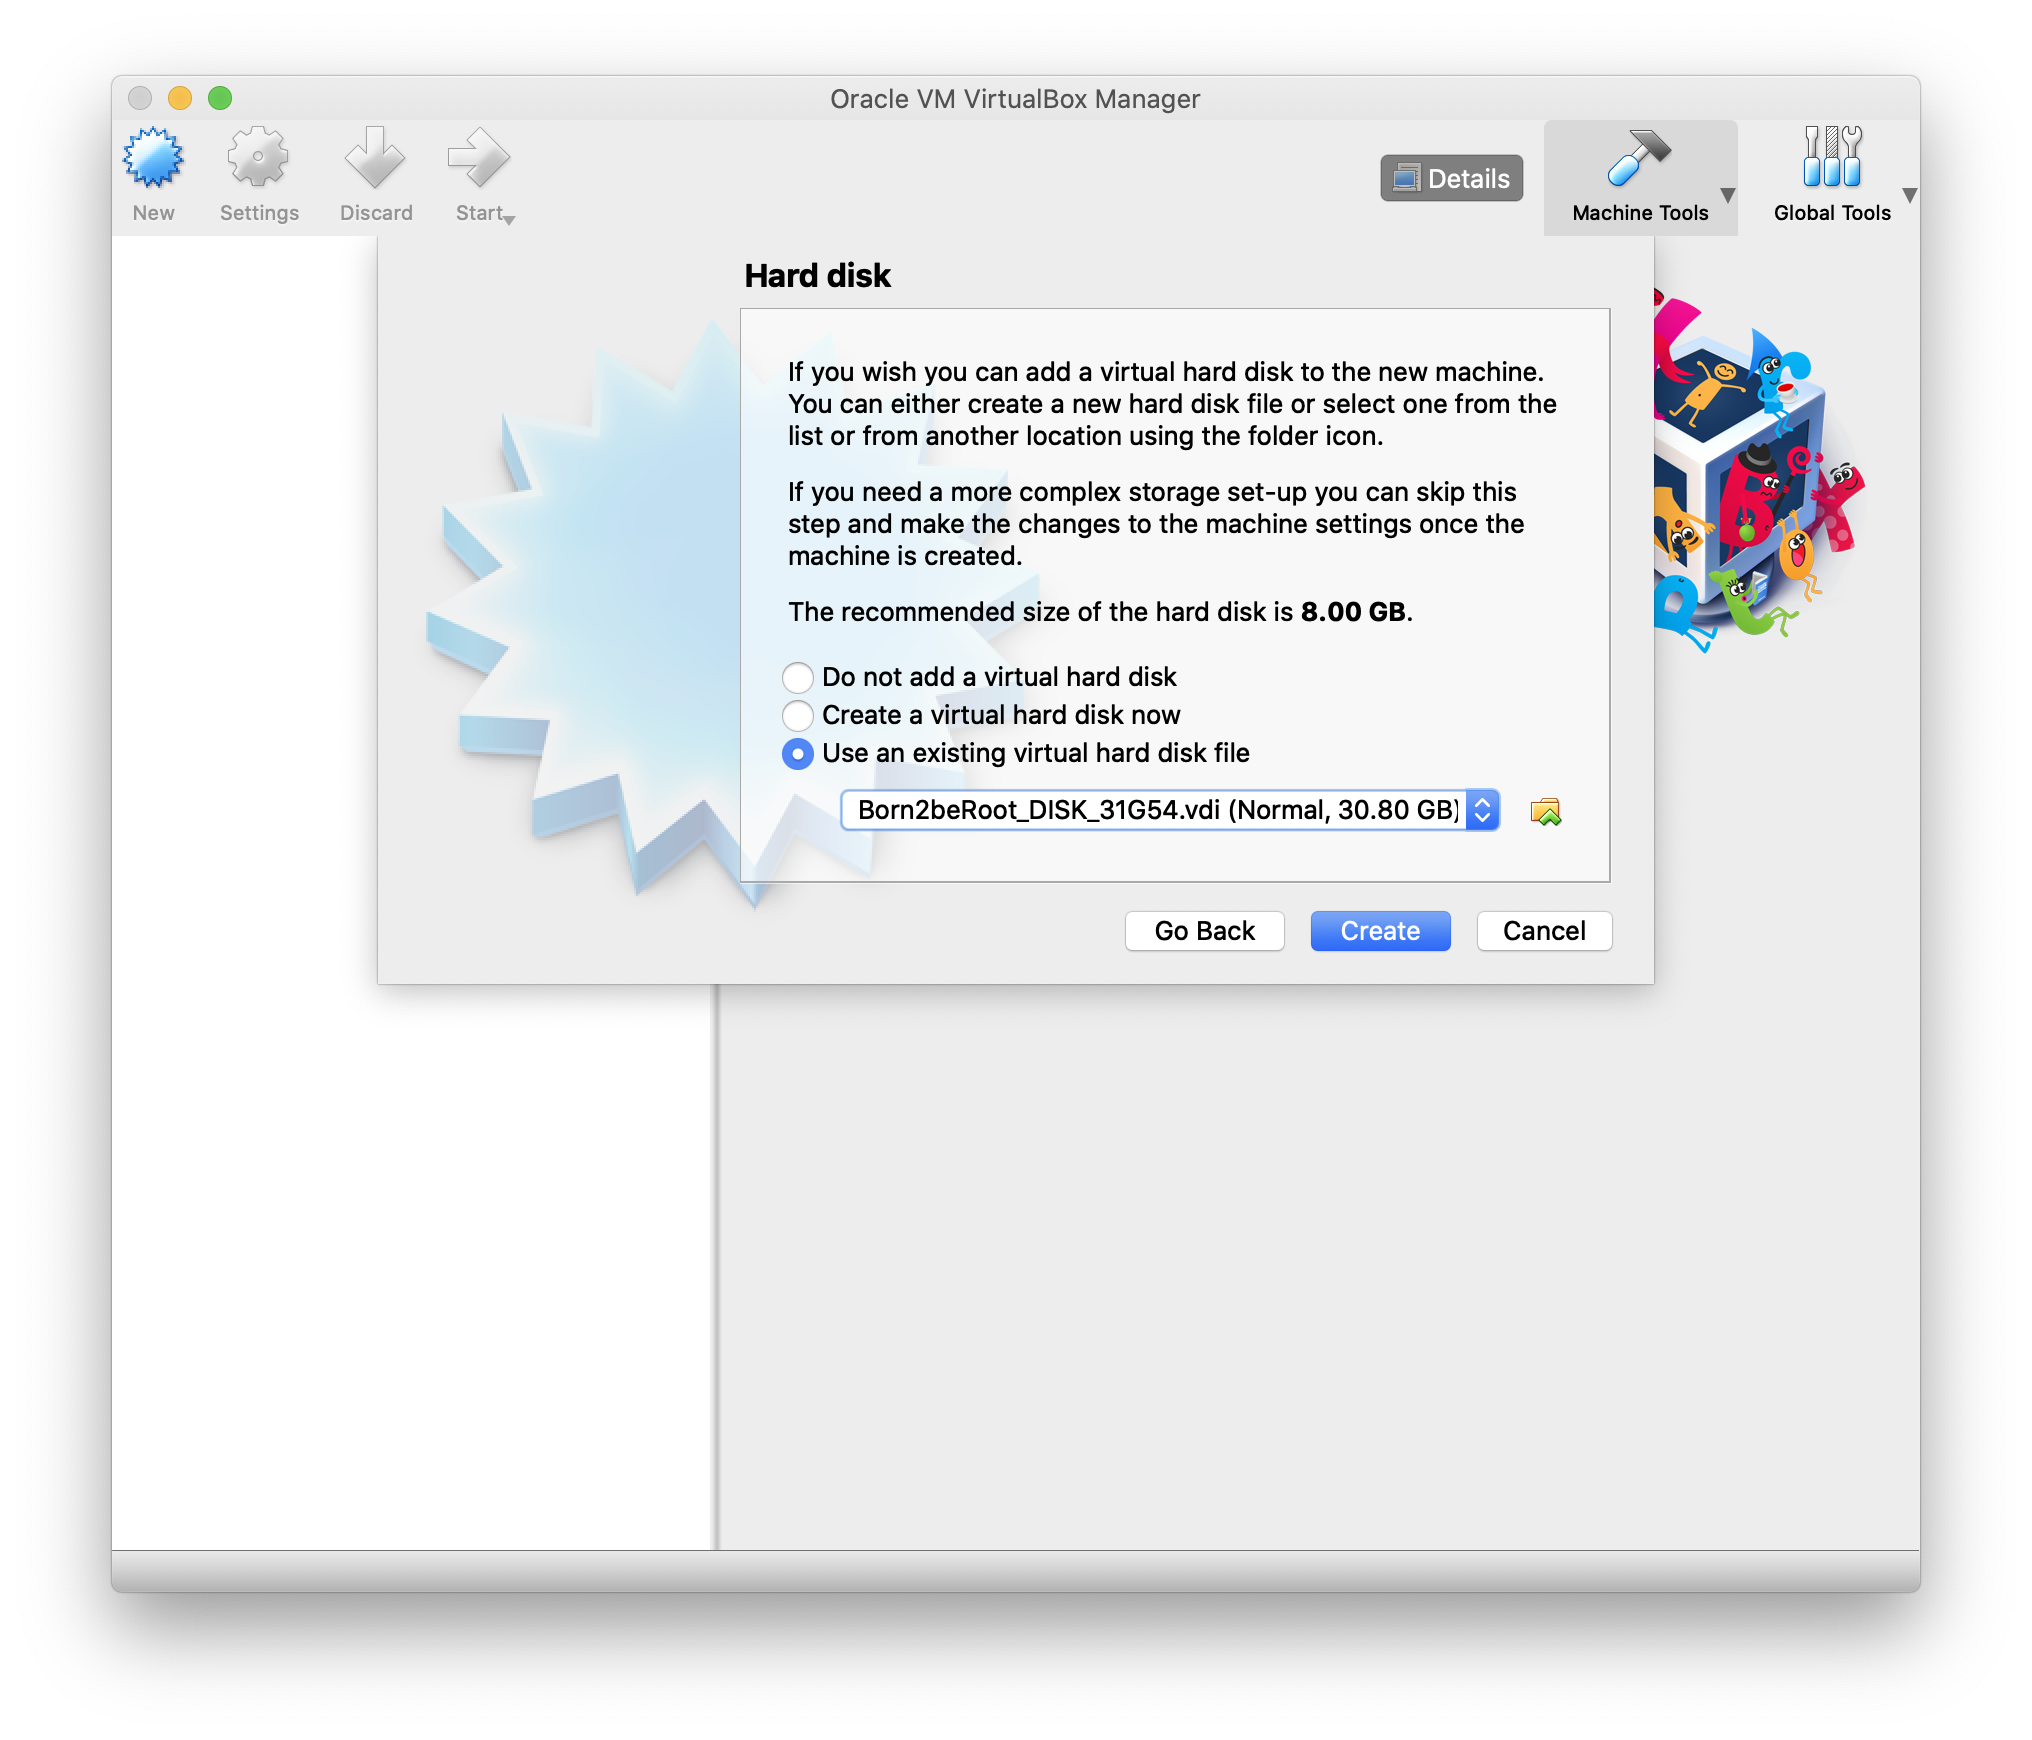 Oracle VM VirtualBox Manager
New
Settings
Discard
Start
Details
Machine Tools
Global Tools
Hard disk
If you wish you can add a virtual hard disk to the new machine.
You can either create a new hard disk file or select one from the
list or from another location using the folder icon.
If you need a more complex storage set-up you can skip this
step and make the changes to the machine settings once the
machine is created.
The recommended size of the hard disk is 8.00 GB.
Do not add a virtual hard disk
Create a virtual hard disk now
Use an existing virtual hard disk file
Born2beRoot_DISK_31G54.vdi (Normal, 30.80 GB)
Go Back
Create
Cancel